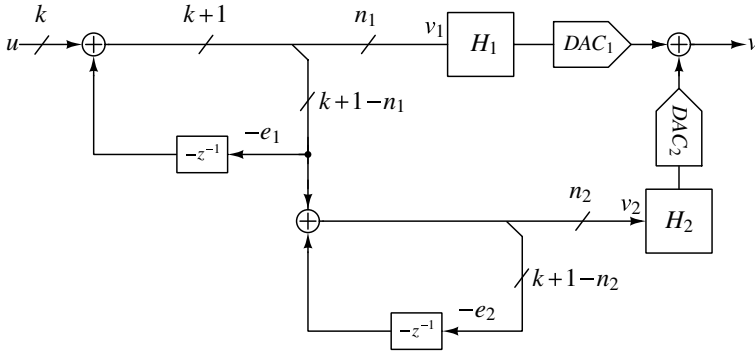 k
k+1
n₁
v₁
H₁
DAC₁
u
v
k+1−n₁
−e₁
−z⁻¹
DAC₂
n₂
v₂
H₂
k+1−n₂
−e₂
−z⁻¹